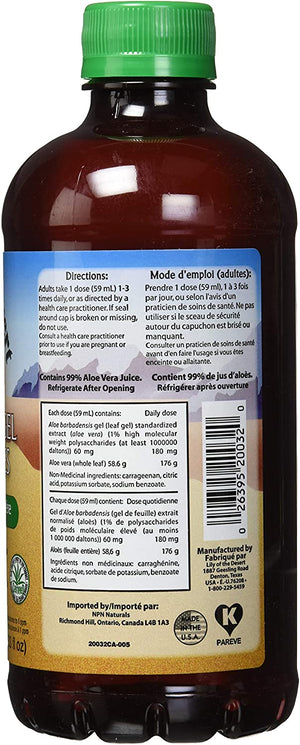 Directions:
Adults take 1 dose (59 mL) 1-3
times daily, or as directed by a
health care practitioner. If seal
around cap is broken or missing,
do not use.
Consult a health care practitioner
prior to use if you are pregnant or
breastfeeding.
Mode d'emploi (adultes):
Prendre 1 dose (59 mL), 1 à 3 fois
par jour, ou selon l'avis d'un
praticien de soins de santé. Ne pas
utiliser si le sceau de sécurité
autour du capuchon est brisé ou manquant.
Consulter un praticien de soins de santé
avant d'en faire l'usage si vous êtes
enceinte ou allaitez.
Contains 99% Aloe Vera Juice.
Refrigerate After Opening
Contient 99% de jus d'aloès.
Réfrigérer après ouverture
Each dose (59 mL) contains: Daily dose
Aloe barbadensis gel (leaf gel) standardized
extract (aloe vera) (1% high molecular
weight polysaccharides (at least 1000000
daltons)) 60 mg 180 mg
Aloe vera (whole leaf) 58.6 g 176 g
Non-Medicinal ingredients: carrageenan, citric
acid, potassium sorbate, sodium benzoate.
Chaque dose (59 ml) contient: Dose quotidienne
Gel d'Aloe barbadensis (gel de feuille) extrait
normalisé (aloès) (1% de polysaccharides
de poids moléculaire élevé (au moins
1 000 000 daltons)) 60 mg 180 mg
Aloès (feuille entière) 58,6 g 176 g
Ingrédients non médicinaux: carraghénine,
acide citrique, sorbate de potassium, benzoate
de sodium.
0 26395 20032 0
Manufactured by/
Fabriqué par
Lily of the Desert
1887 Geesling Road
Denton, Texas
USA - É.-U.76208
1-800-229-5459
Imported by/Importé par:
NPN Naturals
Richmond Hill, Ontario, Canada L4B 1A3
20032CA-005
MADE
IN THE
U.S.A.
K
PAREVE
EL
S
fl oz)